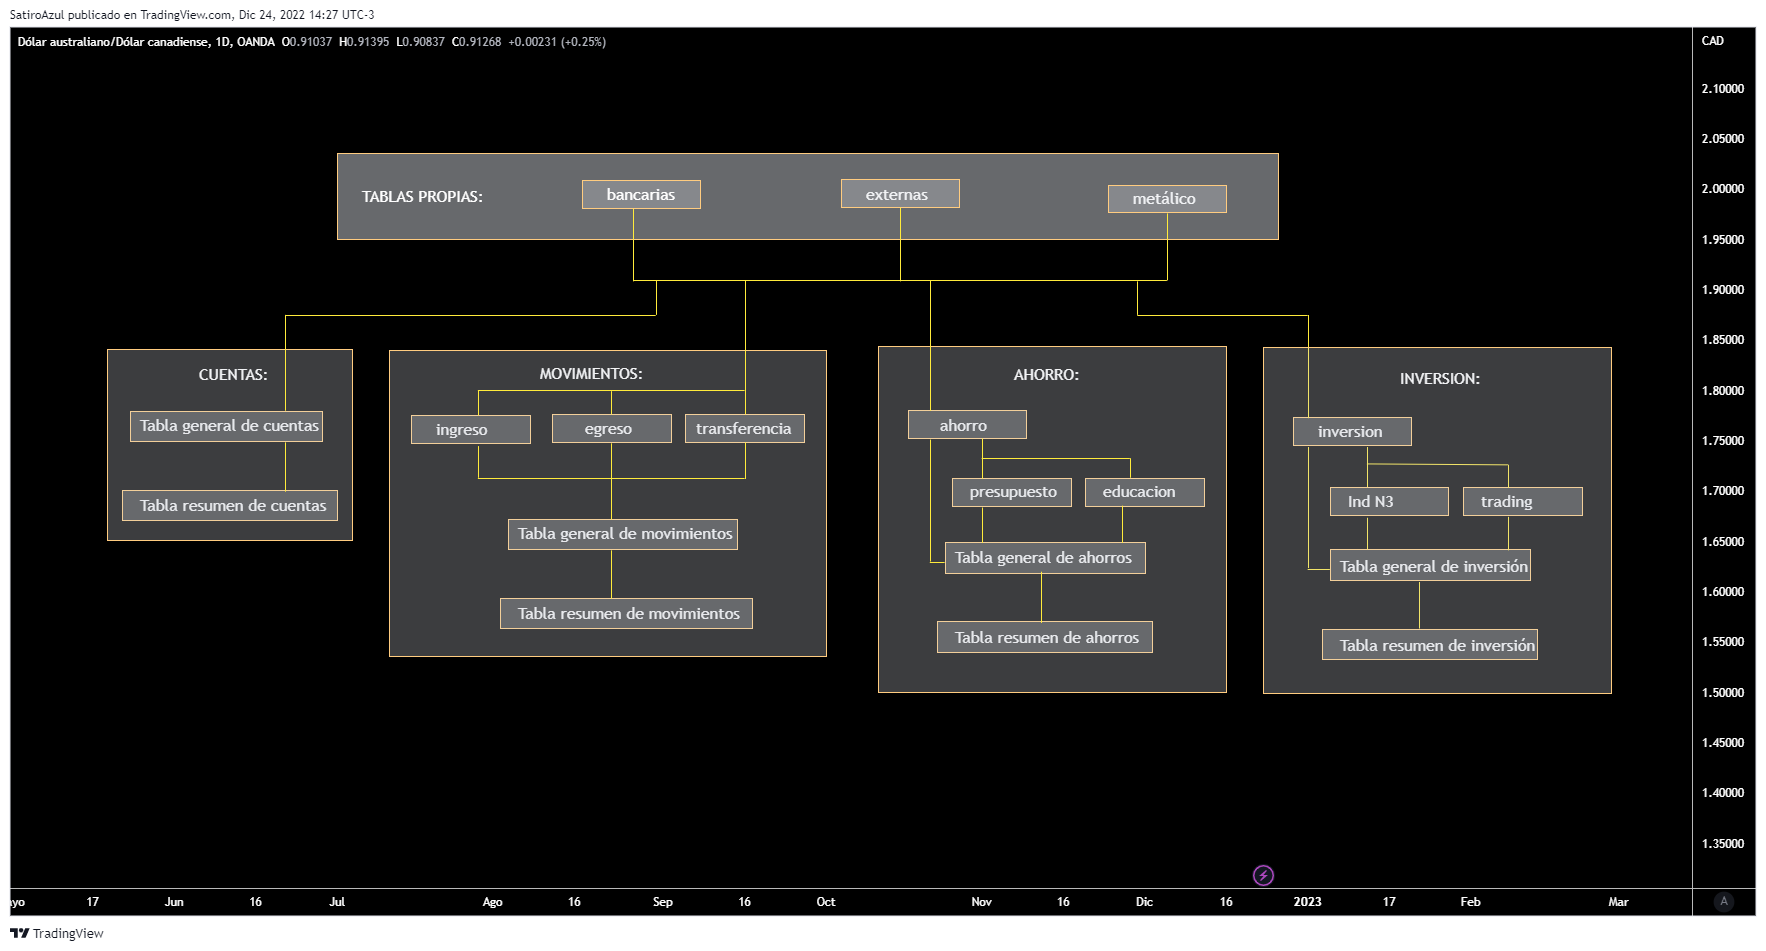 SatiroAzul publicado en TradingView.com, Dic 24, 2022 14:27 UTC-3
Dólar australiano/Dólar canadiense, 1D, OANDA O0.91037 H0.91395 L0.90837 C0.91268 +0.00231 (+0.25%)
CAD
2.10000
2.05000
2.00000
1.95000
1.90000
1.85000
1.80000
1.75000
1.70000
1.65000
1.60000
1.55000
1.50000
1.45000
1.40000
1.35000
TABLAS PROPIAS:
bancarias
externas
metálico
CUENTAS:
Tabla general de cuentas
Tabla resumen de cuentas
MOVIMIENTOS:
ingreso
egreso
transferencia
Tabla general de movimientos
Tabla resumen de movimientos
AHORRO:
ahorro
presupuesto
educacion
Tabla general de ahorros
Tabla resumen de ahorros
INVERSION:
inversion
Ind N3
trading
Tabla general de inversión
Tabla resumen de inversión
yo 17 Jun 16 Jul Ago 16 Sep 16 Oct Nov 16 Dic 16 2023 17 Feb Mar
A
TradingView